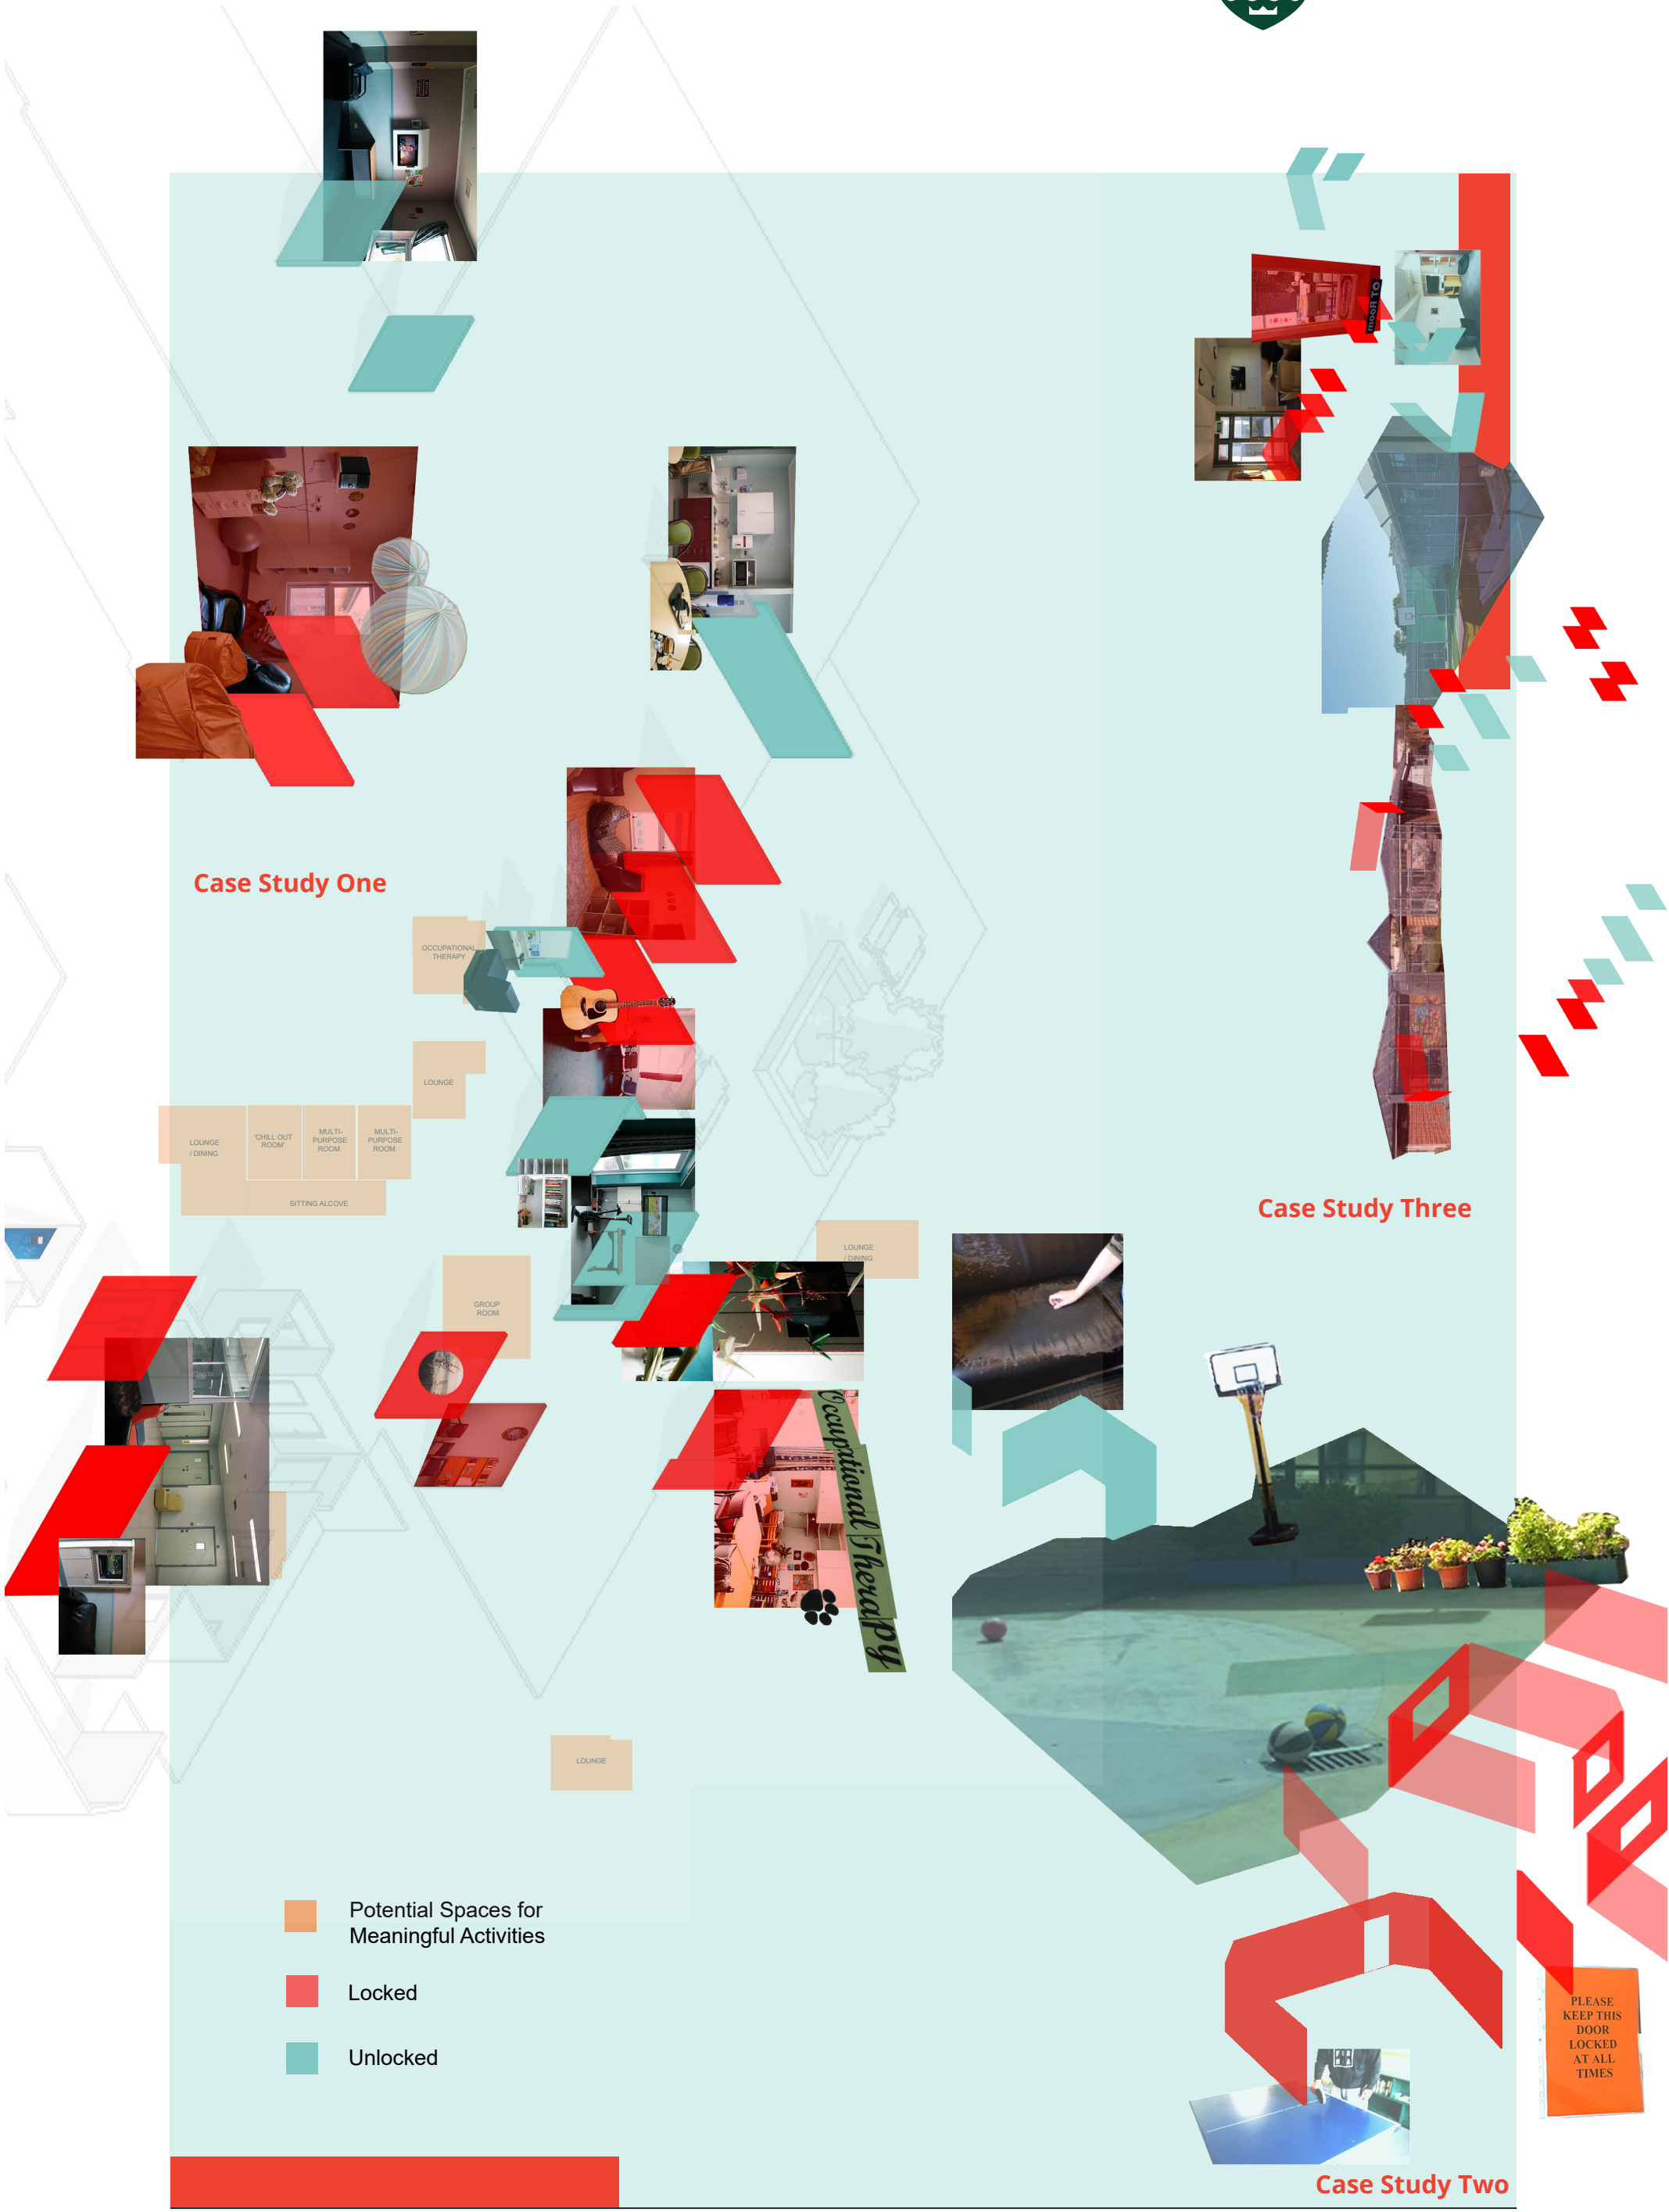 OT Room
Case Study One
OCCUPATIONAL
THERAPY
LOUNGE
LOUNGE
/ DINING
'CHILL OUT
ROOM'
MULTI-
PURPOSE
ROOM
MULTI-
PURPOSE
ROOM
SITTING ALCOVE
Case Study Three
LOUNGE
/ DINING
GROUP
ROOM
Occupational Therapy
LOUNGE
Potential Spaces for
Meaningful Activities
Locked
Unlocked
PLEASE
KEEP THIS
DOOR
LOCKED
AT ALL
TIMES
Case Study Two